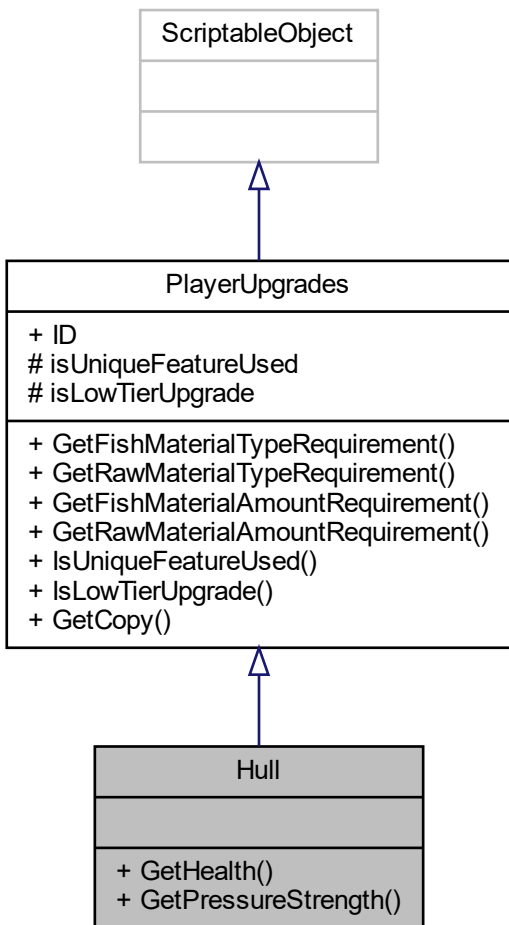 ScriptableObject
PlayerUpgrades
+ ID
# isUniqueFeatureUsed
# isLowTierUpgrade
+ GetFishMaterialTypeRequirement()
+ GetRawMaterialTypeRequirement()
+ GetFishMaterialAmountRequirement()
+ GetRawMaterialAmountRequirement()
+ IsUniqueFeatureUsed()
+ IsLowTierUpgrade()
+ GetCopy()
Hull
+ GetHealth()
+ GetPressureStrength()